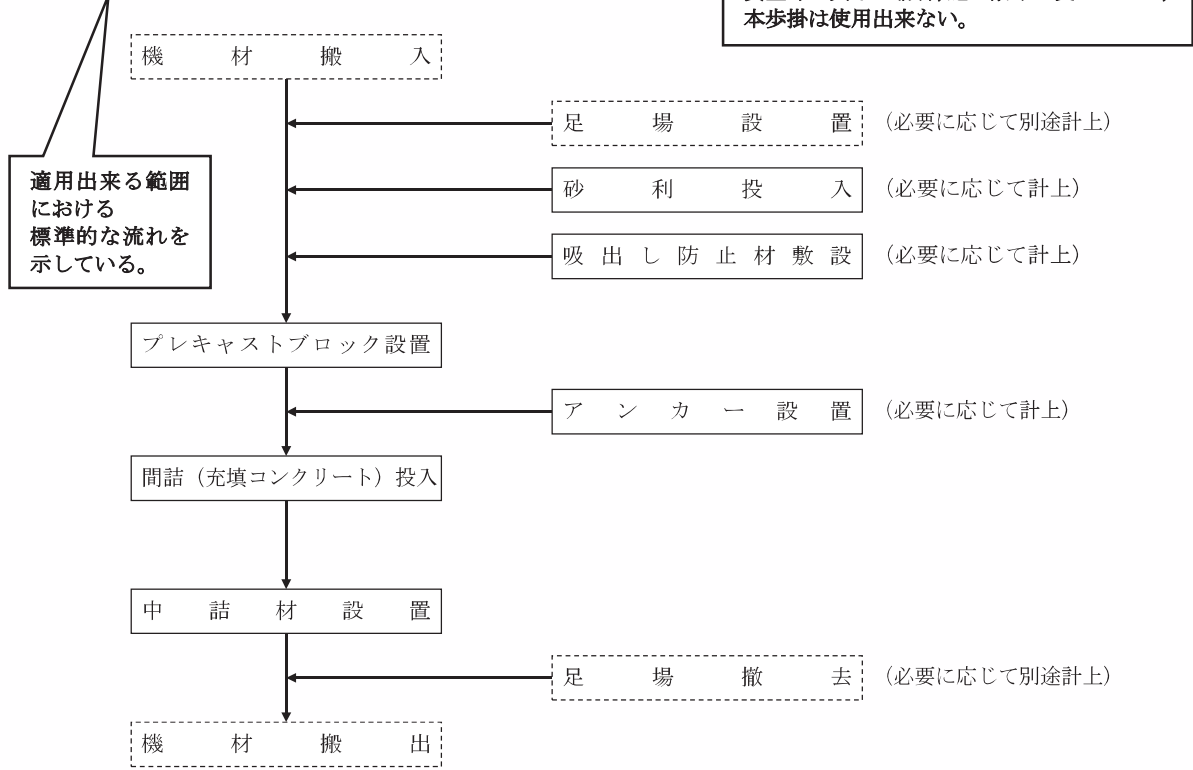 本歩掛は使用出来ない。
機材搬入
足場設置 (必要に応じて別途計上)
適用出来る範囲
における
標準的な流れを
示している。
砂利投入 (必要に応じて計上)
吸出し防止材敷設 (必要に応じて計上)
プレキャストブロック設置
アンカー設置 (必要に応じて計上)
間詰（充填コンクリート）投入
中詰材設置
足場撤去 (必要に応じて別途計上)
機材搬出